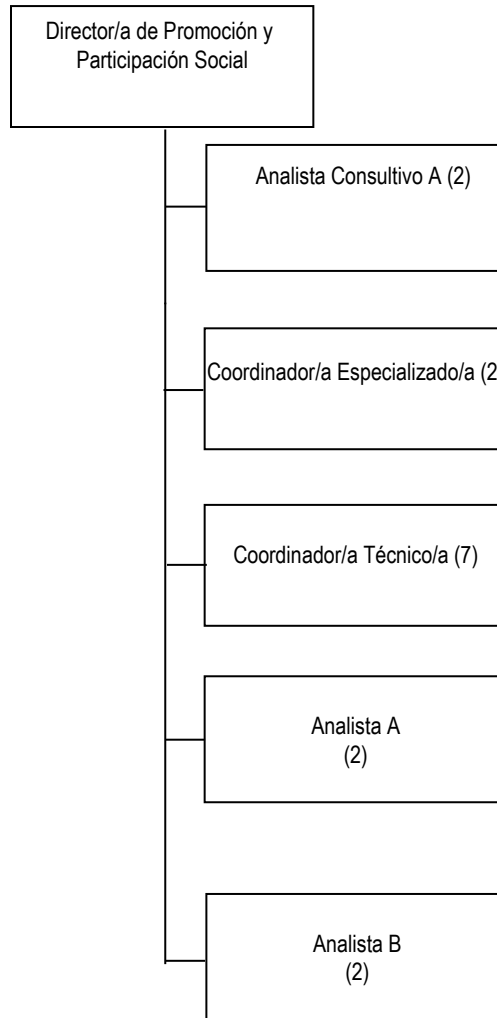 Director/a de Promoción y
Participación Social
Analista Consultivo A (2)
Coordinador/a Especializado/a (2
Coordinador/a Técnico/a (7)
Analista A
(2)
Analista B
(2)